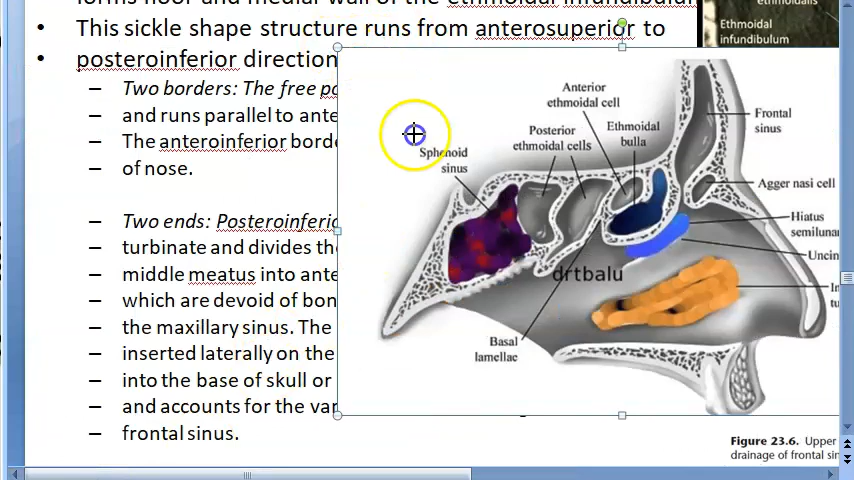 forms floor and medial wall of the ethmoidal infundibulum
• This sickle shape structure runs from anterosuperior to
• posteroinferior direction
– Two borders: The free po
– and runs parallel to ante
– The anteroinferior borde
– of nose.
– Two ends: Posteroinferio
– turbinate and divides the
– middle meatus into ante
– which are devoid of bon
– the maxillary sinus. The
– inserted laterally on the
– into the base of skull or
– and accounts for the var
– frontal sinus.
ethmoidalis
Ethmoidal
infundibulum
Anterior
ethmoidal cell
Posterior
ethmoidal cells
Ethmoidal
bulla
Frontal
sinus
Sphenoid
sinus
Agger nasi cell
Hiatus
semiluna
Uncin
In
tu
drtbalu
Basal
lamellae
Figure 23.6. Upper
drainage of frontal sin